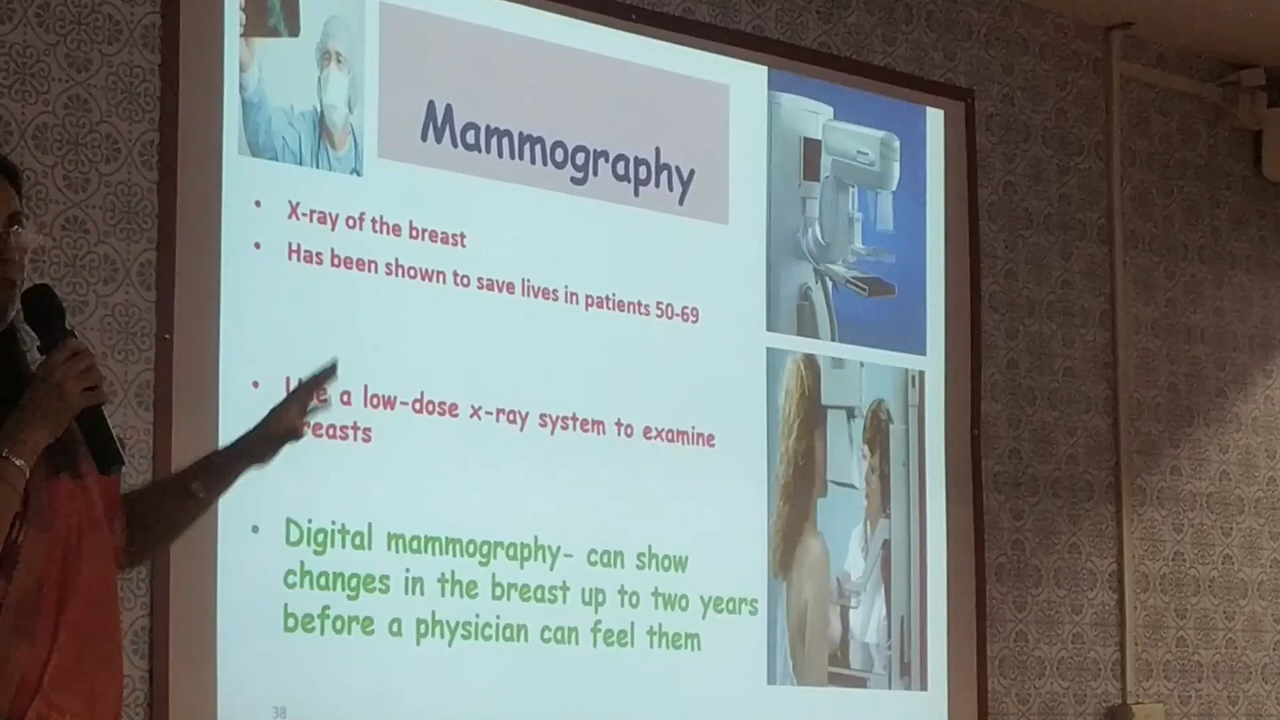 Mammography
• X-ray of the breast
• Has been shown to save lives in patients 50-69
• a low-dose x-ray system to examine
reasts
• Digital mammography- can show
changes in the breast up to two years
before a physician can feel them
38